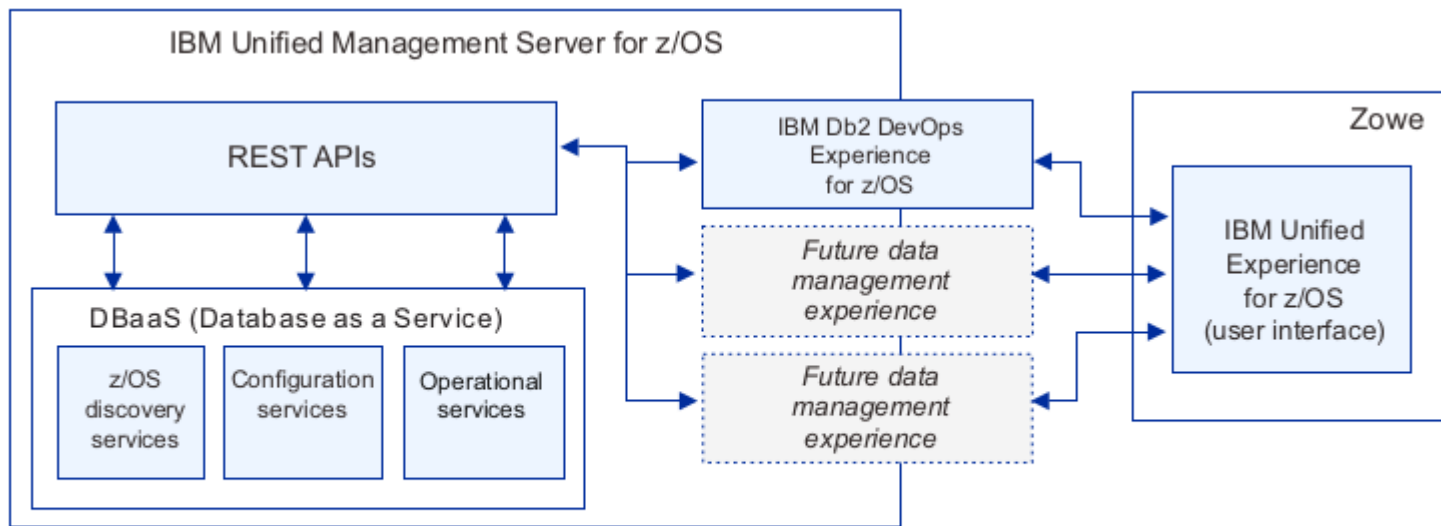 IBM Unified Management Server for z/OS
REST APIs
DBaaS (Database as a Service)
z/OS
discovery
services
Configuration
services
Operational
services
IBM Db2 DevOps
Experience
for z/OS
Future data
management
experience
Future data
management
experience
Zowe
IBM Unified
Experience
for z/OS
(user interface)